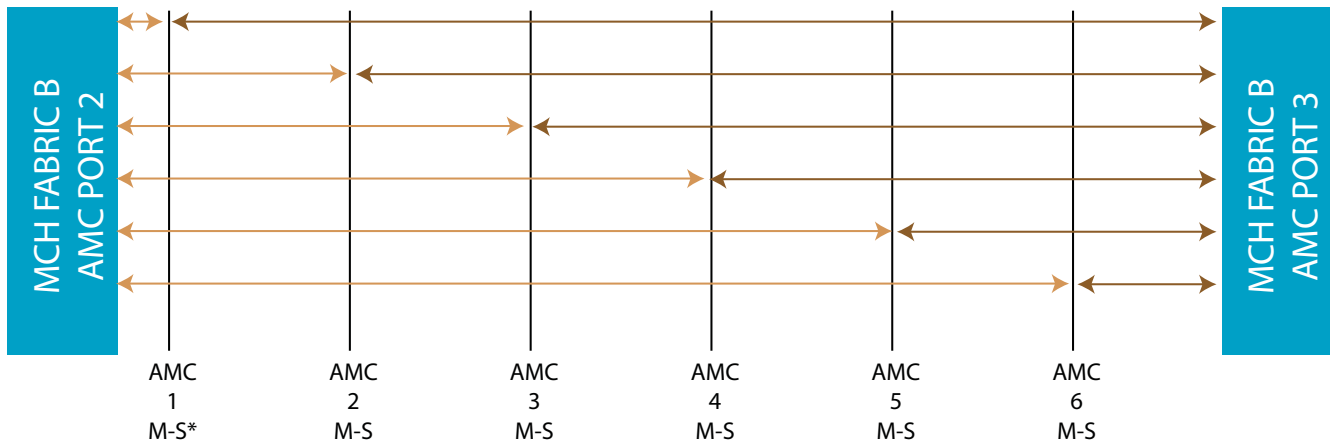 MCH FABRIC B
AMC PORT 2
MCH FABRIC B
AMC PORT 3
AMC
1
M-S*
AMC
2
M-S
AMC
3
M-S
AMC
4
M-S
AMC
5
M-S
AMC
6
M-S